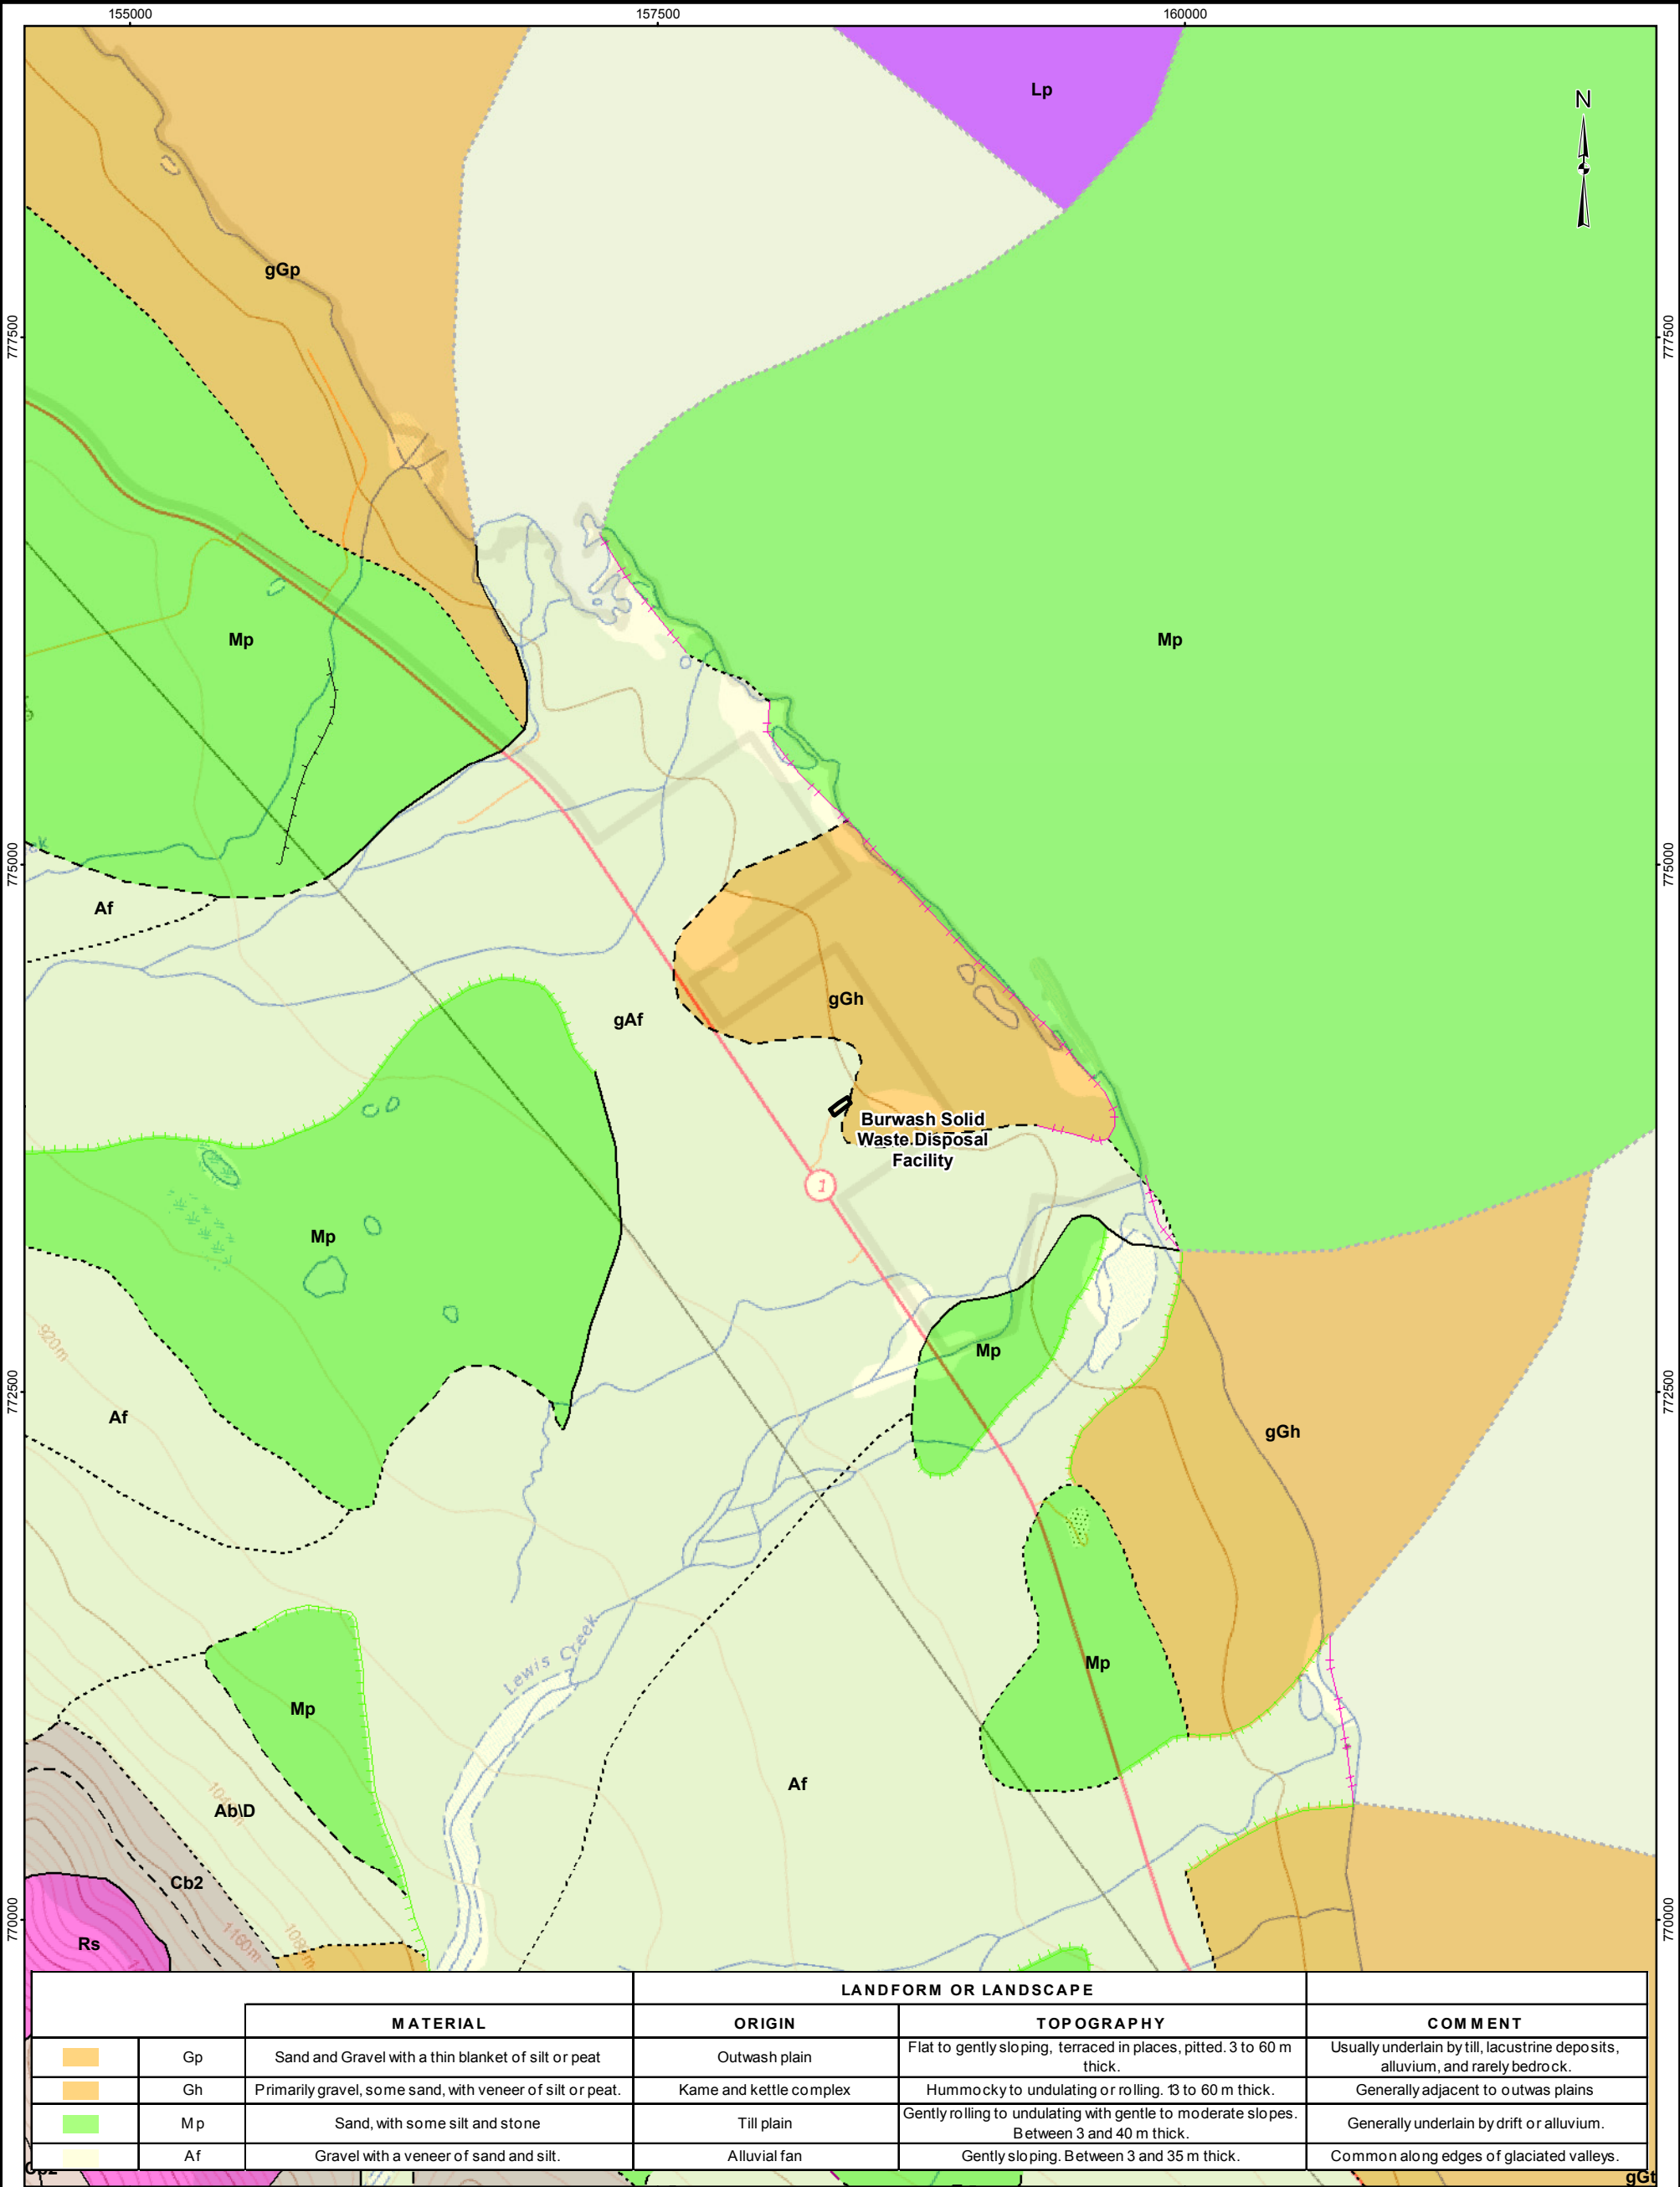 155000 157500 160000
Lp
N
gGp
777500 777500
Mp Mp
775000 775000
Af
gGh
gAf
Burwash Solid
Waste Disposal
Facility
1
Mp
920m
Mp
772500 772500
Af
gGh
Lewis Creek
Mp
Mp
Af
Ab\D
Cb2
1160m
Rs
770000 770000
LANDFORM OR LANDSCAPE
MATERIAL ORIGIN TOPOGRAPHY COMMENT
Gp Sand and Gravel with a thin blanket of silt or peat Outwash plain Flat to gently sloping, terraced in places, pitted. 3 to 60 m thick. Usually underlain by till, lacustrine deposits, alluvium, and rarely bedrock.
Gh Primarily gravel, some sand, with veneer of silt or peat. Kame and kettle complex Hummocky to undulating or rolling. 13 to 60 m thick. Generally adjacent to outwas plains
Mp Sand, with some silt and stone Till plain Gently rolling to undulating with gentle to moderate slopes. Between 3 and 40 m thick. Generally underlain by drift or alluvium.
Af Gravel with a veneer of sand and silt. Alluvial fan Gently sloping. Between 3 and 35 m thick. Common along edges of glaciated valleys.
gGt